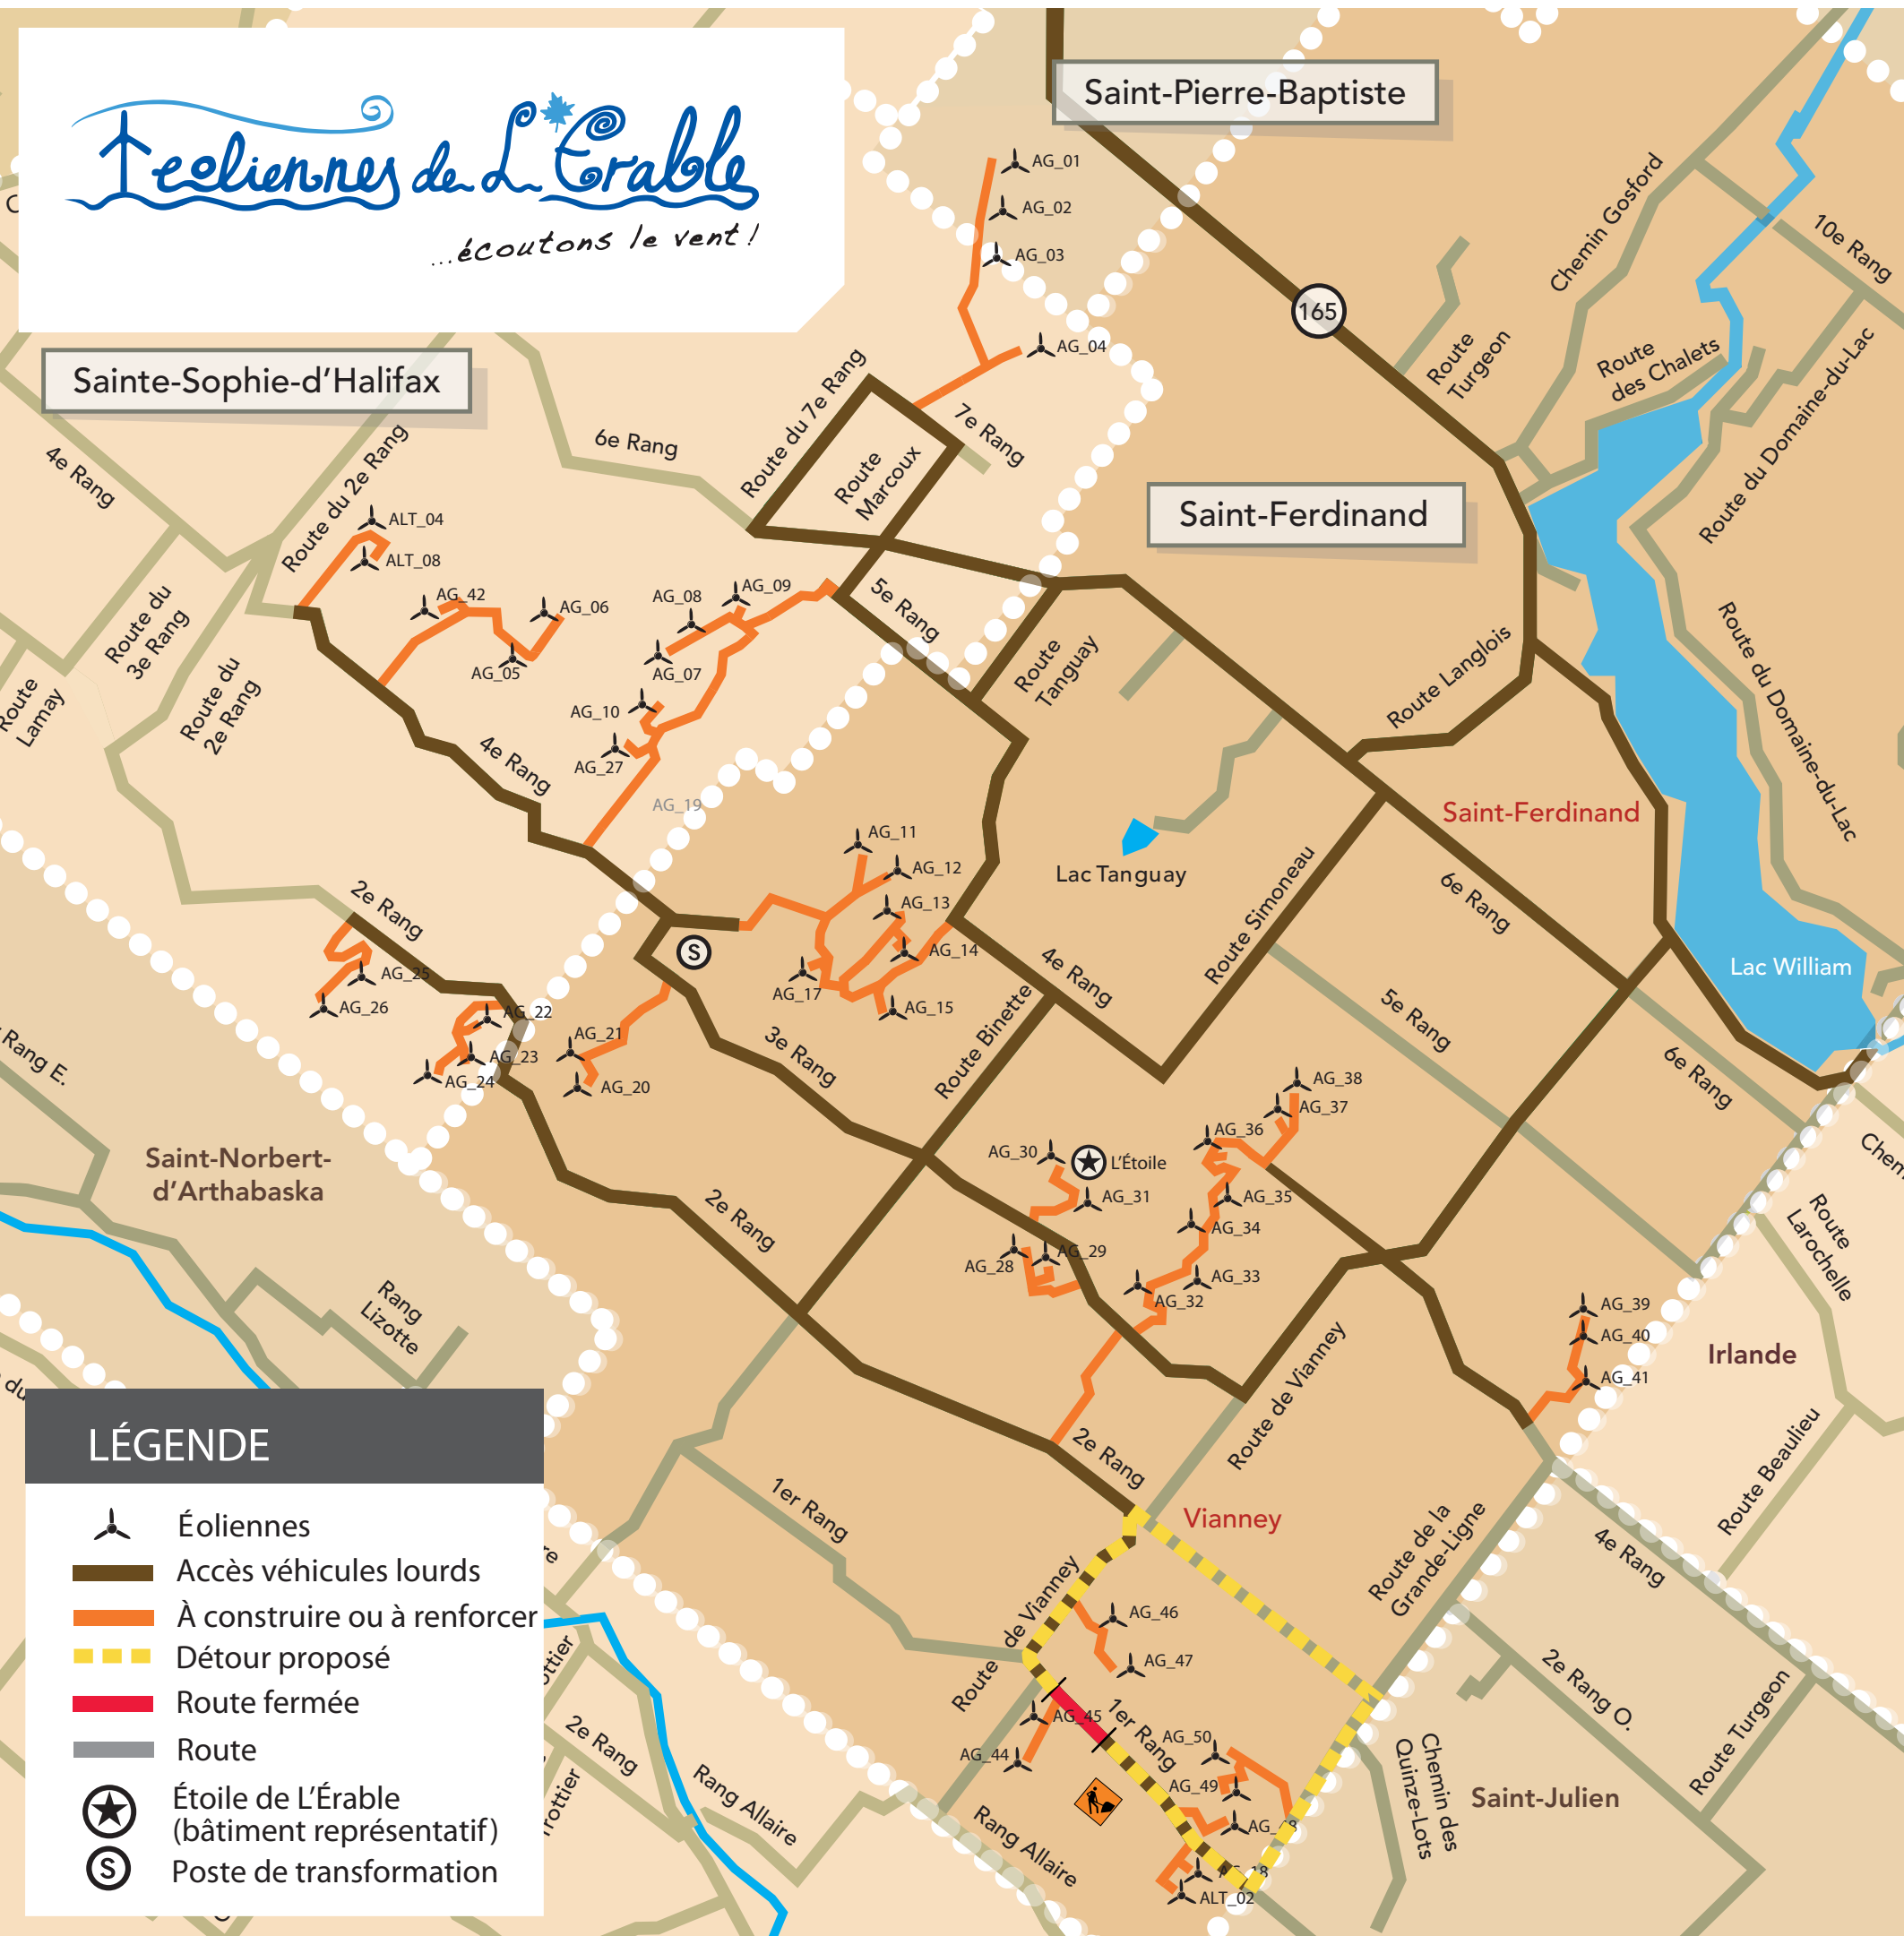 Eoliennes de L'Érable
...écoutons le vent!
Saint-Pierre-Baptiste
Sainte-Sophie-d'Halifax
Saint-Ferdinand
165
AG_01
AG_02
AG_03
AG_04
Chemin Gosford
10e Rang
Route
Turgeon
Route
des Chalets
Route du Domaine-du-Lac
Route du Domaine-du-Lac
Route du 7e Rang
7e Rang
Route
Marcoux
6e Rang
4e Rang
Route du 2e Rang
ALT_04
ALT_08
AG_42
AG_06
AG_05
AG_08
AG_09
AG_07
AG_10
AG_27
AG_19
5e Rang
Route
Tanguay
Route Langlois
Route du
3e Rang
Route du
2e Rang
Route
Lamay
4e Rang
Saint-Ferdinand
AG_11
AG_12
AG_13
AG_14
AG_17
AG_15
Lac Tanguay
Route Simoneau
6e Rang
Lac William
2e Rang
AG_25
AG_26
AG_22
AG_23
AG_24
S
AG_21
AG_20
3e Rang
Route Binette
4e Rang
5e Rang
6e Rang
Rang E.
Saint-Norbert-
d'Arthabaska
AG_38
AG_37
AG_36
AG_30
L'Étoile
AG_31
AG_35
AG_34
AG_29
AG_28
AG_33
AG_32
2e Rang
Rang
Lizotte
Route
Larochelle
AG_39
AG_40
AG_41
Irlande
Route Beaulieu
Route de Vianney
2e Rang
Vianney
1er Rang
Route de la
Grande-Ligne
4e Rang
Route
de Vianney
AG_46
AG_47
AG_45
AG_44
1er Rang
AG_50
AG_49
ALT_02
2e Rang O.
Route Turgeon
Chemin des
Quinze-Lots
Saint-Julien
2e Rang
Rang Allaire
Rang Allaire
LÉGENDE
Éoliennes
Accès véhicules lourds
À construire ou à renforcer
Détour proposé
Route fermée
Route
Étoile de L'Érable
(bâtiment représentatif)
S
Poste de transformation